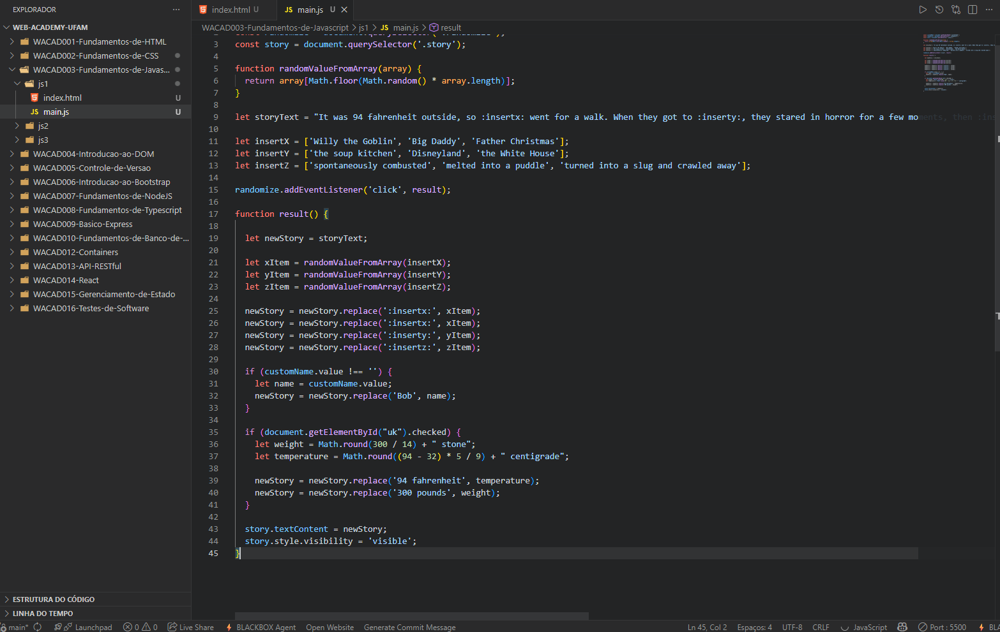 EXPLORADOR
WEB-ACADEMY-UFAM
WACAD001-Fundamentos-de-HTML
WACAD002-Fundamentos-de-CSS
WACAD003-Fundamentos-de-Javas...
js1
index.html U
JS main.js U
js2
js3
WACAD004-Introducao-ao-DOM
WACAD005-Controle-de-Versao
WACAD006-Introducao-ao-Bootstrap
WACAD007-Fundamentos-de-NodeJS
WACAD008-Fundamentos-de-Typescript
WACAD009-Basico-Express
WACAD010-Fundamentos-de-Banco-de-...
WACAD012-Containers
WACAD013-API-RESTful
WACAD014-React
WACAD015-Gerenciamento-de-Estado
WACAD016-Testes-de-Software
ESTRUTURA DO CÓDIGO
LINHA DO TEMPO
index.html U
JS main.js U
WACAD003-Fundamentos-de-Javascript > js1 > JS main.js > result
3 const story = document.querySelector('.story');
4
5 function randomValueFromArray(array) {
6   return array[Math.floor(Math.random() * array.length)];
7 }
8
9 let storyText = "It was 94 fahrenheit outside, so :insertx: went for a walk. When they got to :inserty:, they stared in horror for a few moments, then :ins
10
11 let insertX = ['Willy the Goblin', 'Big Daddy', 'Father Christmas'];
12 let insertY = ['the soup kitchen', 'Disneyland', 'the White House'];
13 let insertZ = ['spontaneously combusted', 'melted into a puddle', 'turned into a slug and crawled away'];
14
15 randomize.addEventListener('click', result);
16
17 function result() {
18
19   let newStory = storyText;
20
21   let xItem = randomValueFromArray(insertX);
22   let yItem = randomValueFromArray(insertY);
23   let zItem = randomValueFromArray(insertZ);
24
25   newStory = newStory.replace(':insertx:', xItem);
26   newStory = newStory.replace(':insertx:', xItem);
27   newStory = newStory.replace(':inserty:', yItem);
28   newStory = newStory.replace(':insertz:', zItem);
29
30   if (customName.value !== '') {
31     let name = customName.value;
32     newStory = newStory.replace('Bob', name);
33   }
34
35   if (document.getElementById("uk").checked) {
36     let weight = Math.round(300 / 14) + " stone";
37     let temperature = Math.round((94 - 32) * 5 / 9) + " centigrade";
38
39     newStory = newStory.replace('94 fahrenheit', temperature);
40     newStory = newStory.replace('300 pounds', weight);
41   }
42
43   story.textContent = newStory;
44   story.style.visibility = 'visible';
45 }
main* Launchpad 0 0 Live Share BLACKBOX Agent Open Website Generate Commit Message Ln 45, Col 2 Espaços: 4 UTF-8 CRLF JavaScript Port : 5500